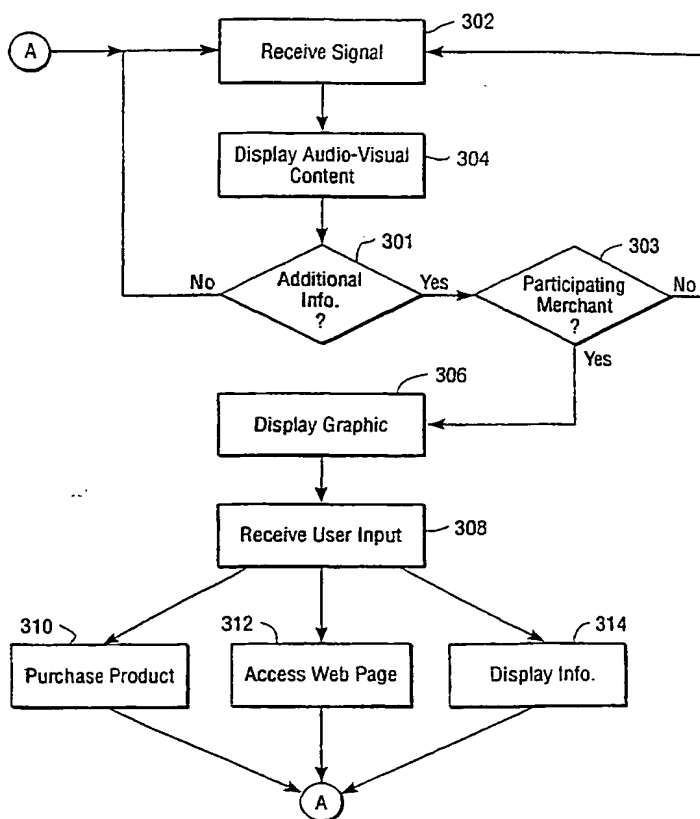 302
A
Receive Signal
Display Audio-Visual
Content
304
301
303
No
Additional
Info.
?
Yes
Participating
Merchant
?
No
Yes
306
Display Graphic
Receive User Input
308
310
312
314
Purchase Product
Access Web Page
Display Info.
A